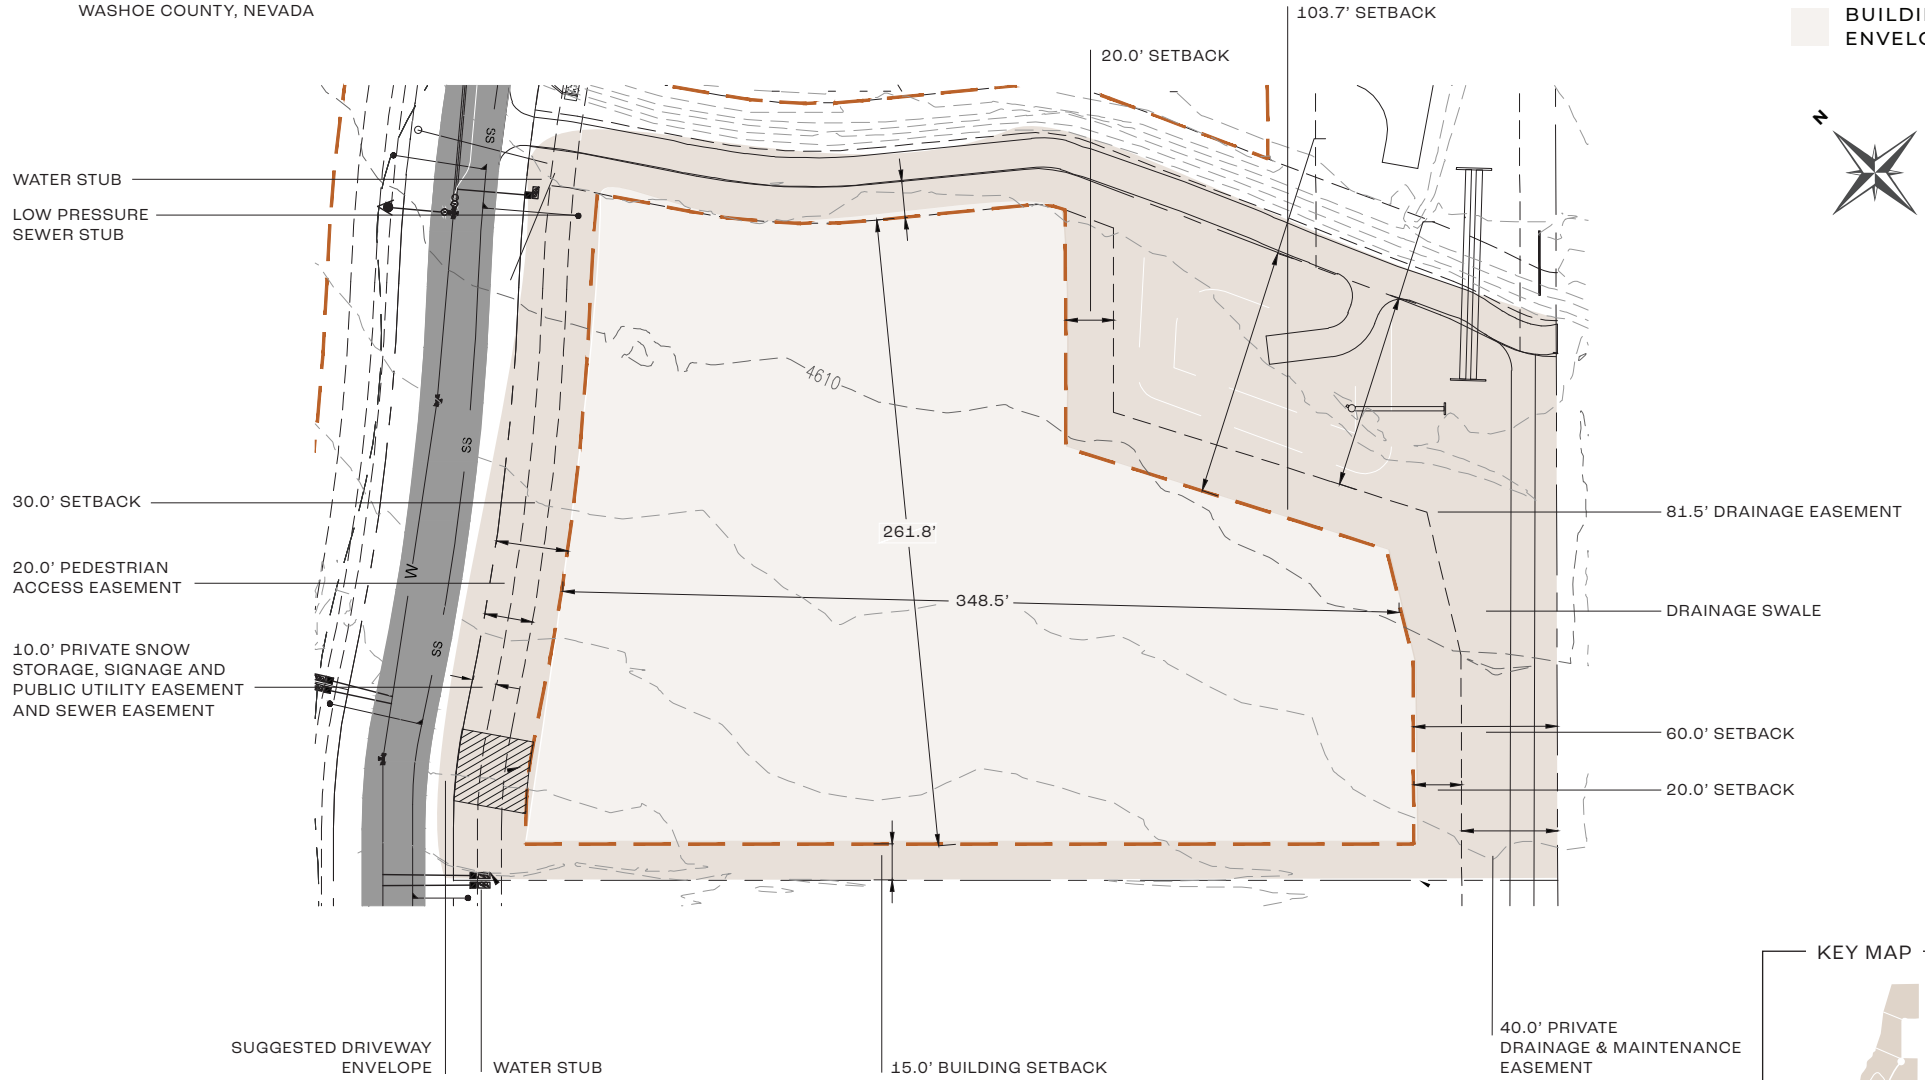 WASHOE COUNTY, NEVADA
103.7' SETBACK
20.0' SETBACK
N
SS
WATER STUB
LOW PRESSURE
SEWER STUB
4610
SS
30.0' SETBACK
81.5' DRAINAGE EASEMENT
261.8'
20.0' PEDESTRIAN
ACCESS EASEMENT
W
348.5'
DRAINAGE SWALE
SS
10.0' PRIVATE SNOW
STORAGE, SIGNAGE AND
PUBLIC UTILITY EASEMENT
AND SEWER EASEMENT
60.0' SETBACK
20.0' SETBACK
KEY MAP
SUGGESTED DRIVEWAY
ENVELOPE
WATER STUB
15.0' BUILDING SETBACK
40.0' PRIVATE
DRAINAGE & MAINTENANCE
EASEMENT